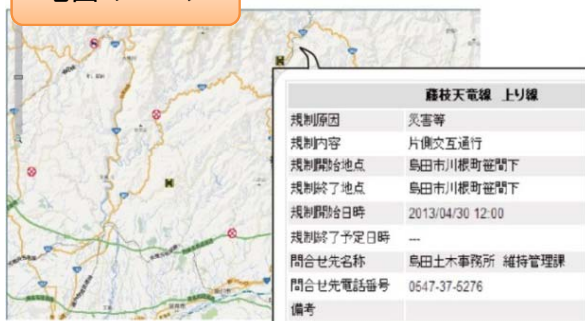 藤枝天竜線 上り線
規制原因 災害等
規制内容 片側交互通行
規制開始地点 島田市川根町笹間下
規制終了地点 島田市川根町笹間下
規制開始日時 2013/04/30 12:00
規制終了予定日時 ---
問合せ先名称 島田土木事務所 維持管理課
問合せ先電話番号 0547-37-5276
備考